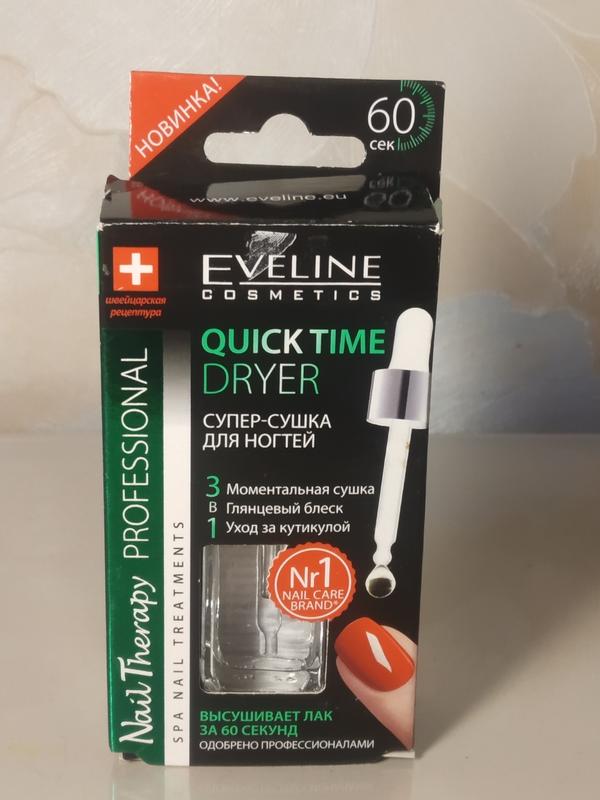 НОВИНКА!
60
сек
www.eveline.eu
швейцарская
рецептура
EVELINE
COSMETICS
QUICK TIME
DRYER
СУПЕР-СУШКА
ДЛЯ НОГТЕЙ
3 Моментальная сушка
В Глянцевый блеск
1 Уход за кутикулой
Nr1
NAIL CARE
BRAND*
ВЫСУШИВАЕТ ЛАК
ЗА 60 СЕКУНД
ОДОБРЕНО ПРОФЕССИОНАЛАМИ
Nail Therapy PROFESSIONAL
SPA NAIL TREATMENTS